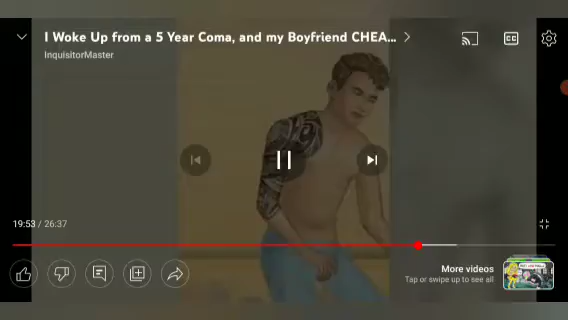 I Woke Up from a 5 Year Coma, and my Boyfriend CHEA...
InquisitorMaster
CC
19:53 / 26:37
More videos
Tap or swipe up to see all